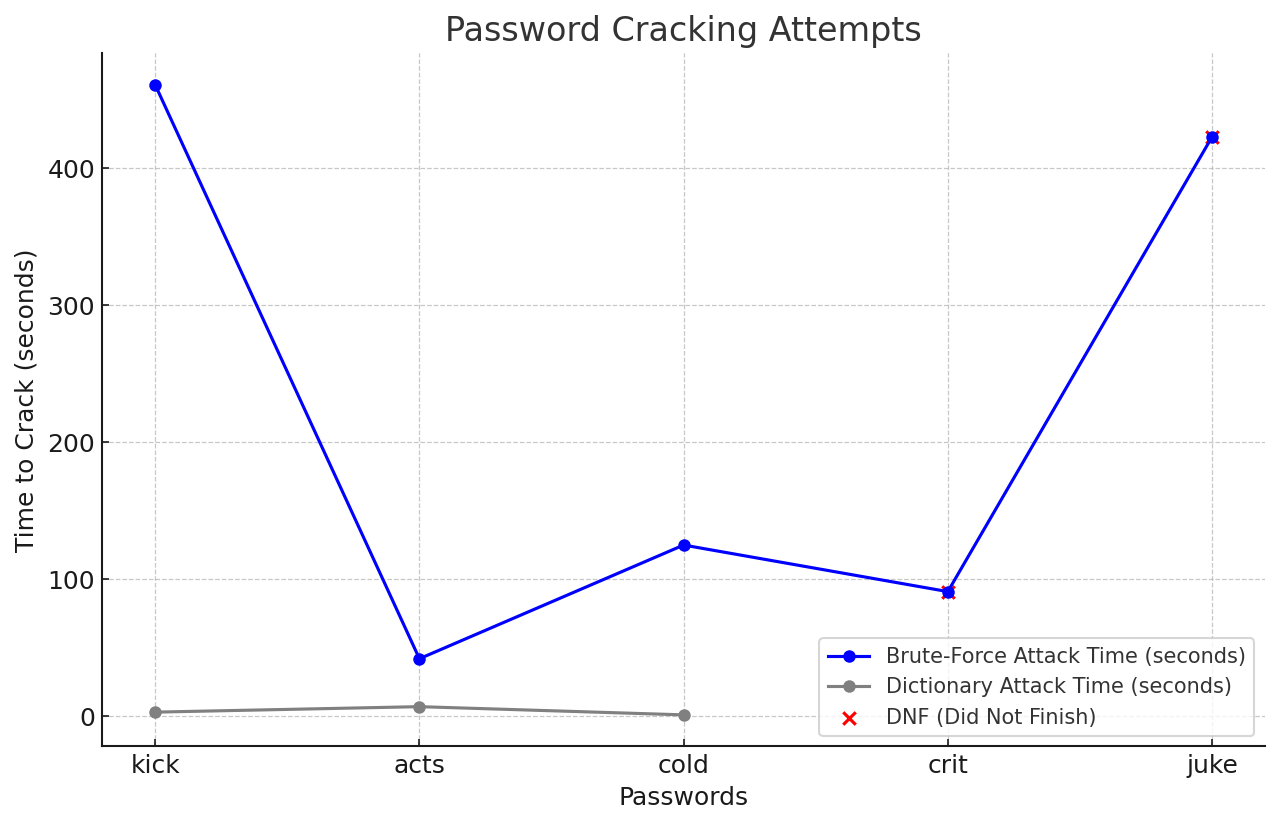 Password Cracking Attempts
Time to Crack (seconds)
400
300
200
100
0
Brute-Force Attack Time (seconds)
Dictionary Attack Time (seconds)
DNF (Did Not Finish)
kick acts cold crit juke
Passwords